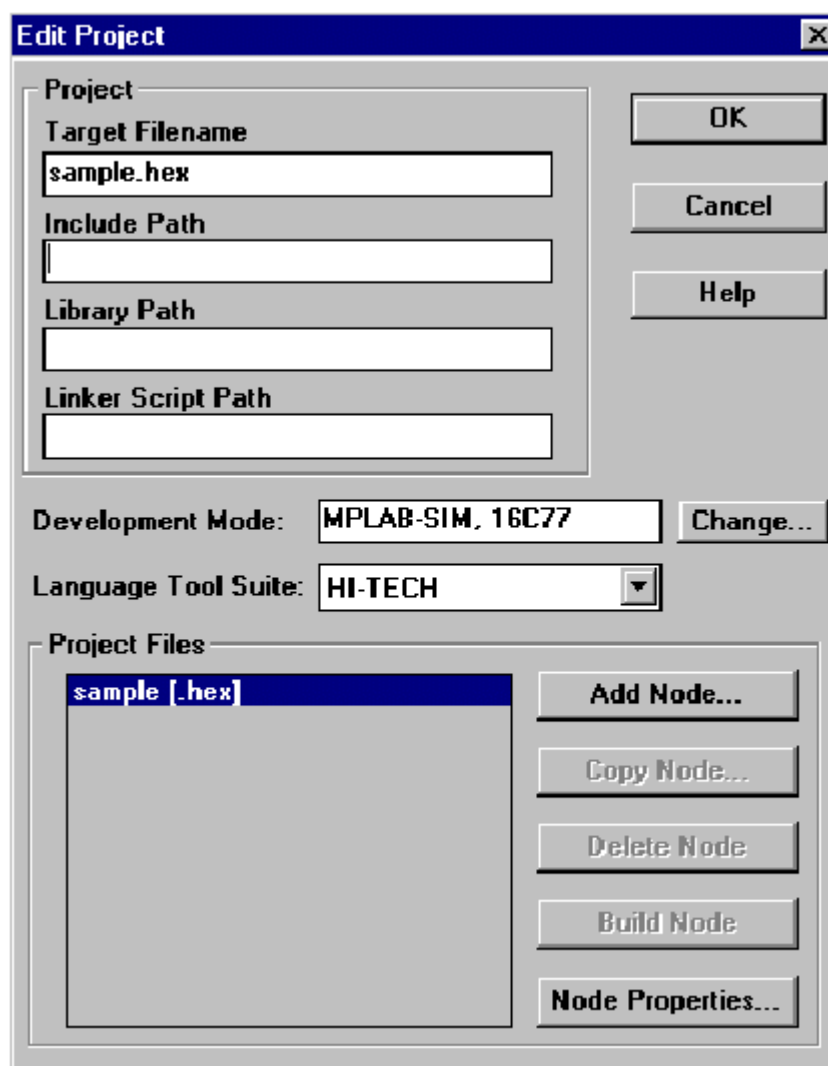 Edit Project
Project
Target Filename
sample.hex
Include Path
Library Path
Linker Script Path
OK
Cancel
Help
Development Mode: MPLAB-SIM, 16C77 Change...
Language Tool Suite: HI-TECH
Project Files
sample [.hex]
Add Node...
Copy Node...
Delete Node
Build Node
Node Properties...